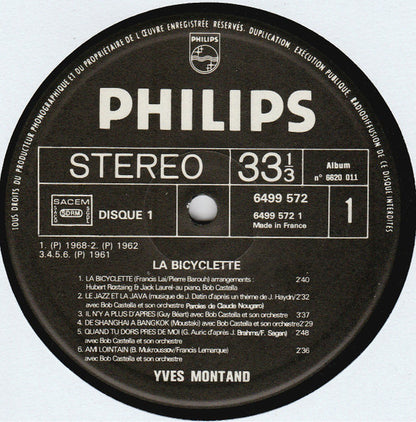 TOUS DROITS DU PRODUCTEUR PHONOGRAPHIQUE ET DU PROPRIÉTAIRE DE L'ŒUVRE ENREGISTRÉE RÉSERVÉS. DUPLICATION, EXÉCUTION PUBLIQUE, RADIODIFFUSION DE CE DISQUE INTERDITES
PHILIPS
PHILIPS
STEREO
33 1/3
Album
n° 6620 011
SACEM
SDRM
DISQUE 1
6499 572
6499 572 1
Made in France
1
1. (P) 1968-2. (P) 1962
3.4.5.6. (P) 1961
LA BICYCLETTE
1. LA BICYCLETTE (Francis Lai/Pierre Barouh) arrangements : 2'40
Hubert Rostaing & Jack Laurel-au piano, Bob Castella
2. LE JAZZ ET LA JAVA (musique de J. Datin d'après un thème de J. Haydn) 2'32
avec Bob Castella et son orchestre Paroles de Claude Nougaro)
3. IL N'Y A PLUS D'APRES (Guy Béart) avec Bob Castella et son orchestre 3'37
4. DE SHANGHAI A BANGKOK (Moustaki) avec Bob Castella et son orchestre 2'29
5. QUAND TU DORS PRES DE MOI (G. Auric d'après J. Brahms/F. Sagan) 2'48
avec Bob Castella et son orchestre
6. AMI LOINTAIN (B. Mukroussov/Francis Lemarque) 2'36
avec Bob Castella et son orchestre
YVES MONTAND